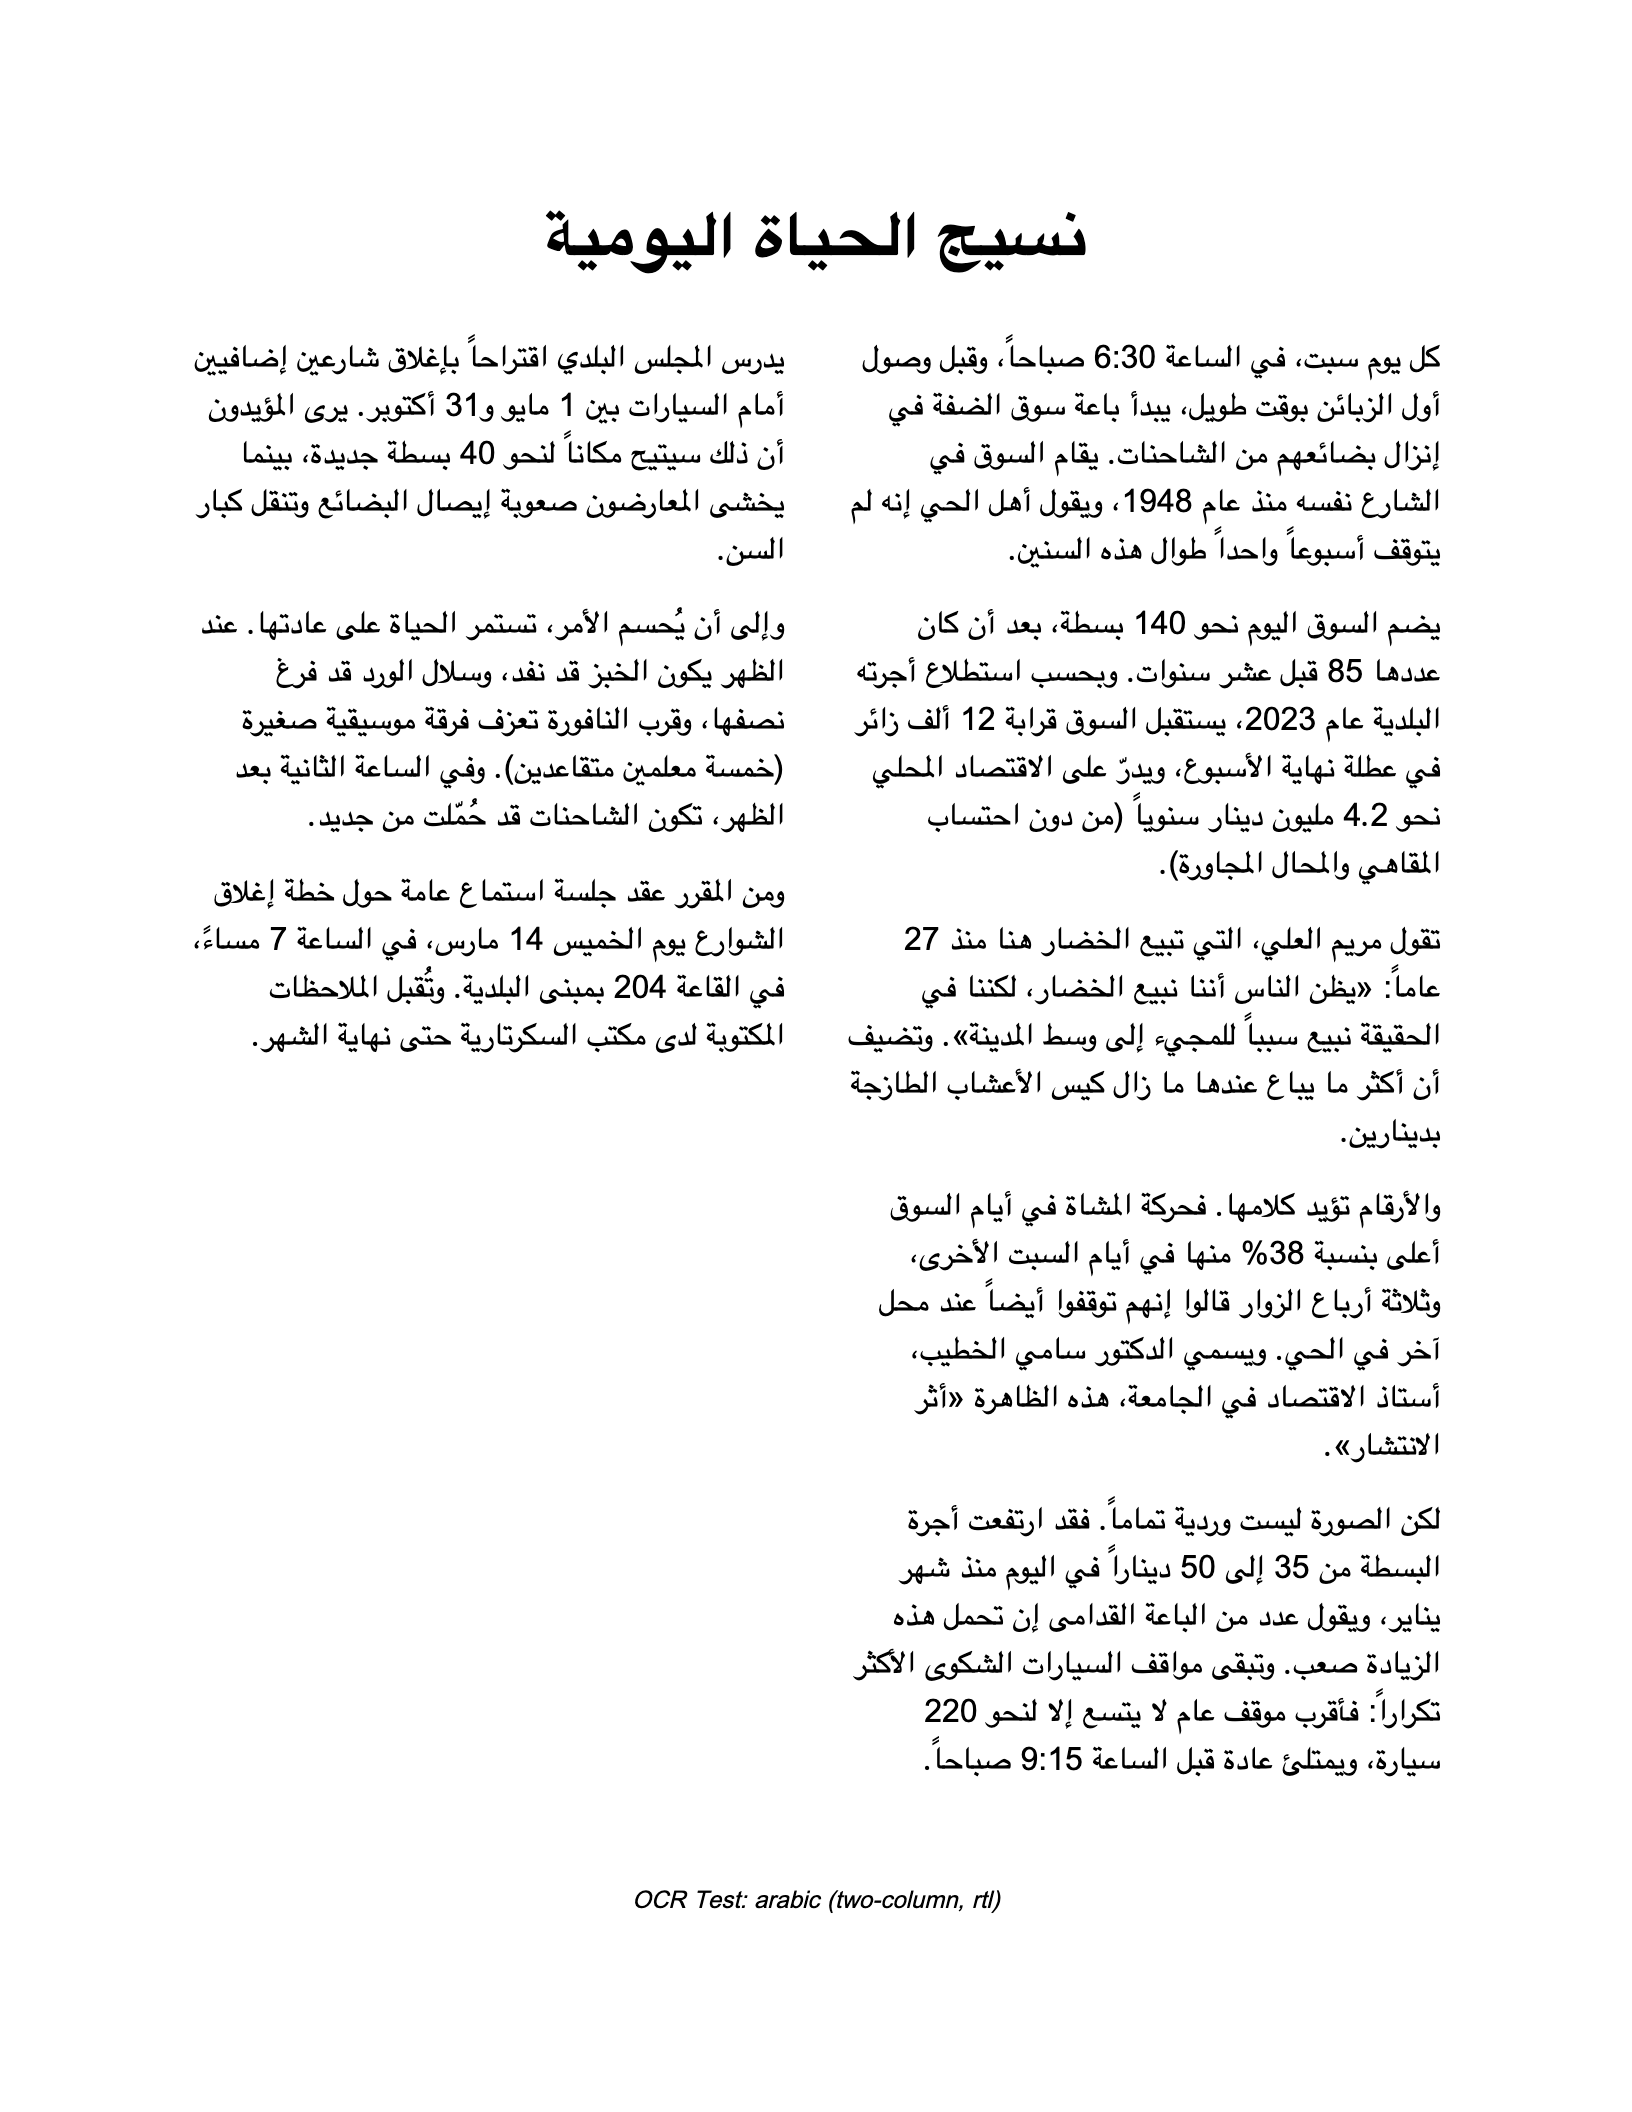 نسيج الحياة اليومية
كل يوم سبت، في الساعة 6:30 صباحاً، وقبل وصول
أول الزبائن بوقت طويل، يبدأ باعة سوق الضفة في
إنزال بضائعهم من الشاحنات. يقام السوق في
الشارع نفسه منذ عام 1948، ويقول أهل الحي إنه لم
يتوقف أسبوعاً واحداً طوال هذه السنين.
يضم السوق اليوم نحو 140 بسطة، بعد أن كان
عددها 85 قبل عشر سنوات. وبحسب استطلاع أجرته
البلدية عام 2023، يستقبل السوق قرابة 12 ألف زائر
في عطلة نهاية الأسبوع، ويدرّ على الاقتصاد المحلي
نحو 4.2 مليون دينار سنوياً (من دون احتساب
المقاهي والمحال المجاورة).
تقول مريم العلي، التي تبيع الخضار هنا منذ 27
عاماً: «يظن الناس أننا نبيع الخضار، لكننا في
الحقيقة نبيع سبباً للمجيء إلى وسط المدينة». وتضيف
أن أكثر ما يباع عندها ما زال كيس الأعشاب الطازجة
بدينارين.
والأرقام تؤيد كلامها. فحركة المشاة في أيام السوق
أعلى بنسبة 38% منها في أيام السبت الأخرى،
وثلاثة أرباع الزوار قالوا إنهم توقفوا أيضاً عند محل
آخر في الحي. ويسمي الدكتور سامي الخطيب،
أستاذ الاقتصاد في الجامعة، هذه الظاهرة «أثر
الانتشار».
لكن الصورة ليست وردية تماماً. فقد ارتفعت أجرة
البسطة من 35 إلى 50 ديناراً في اليوم منذ شهر
يناير، ويقول عدد من الباعة القدامى إن تحمل هذه
الزيادة صعب. وتبقى مواقف السيارات الشكوى الأكثر
تكراراً: فأقرب موقف عام لا يتسع إلا لنحو 220
سيارة، ويمتلئ عادة قبل الساعة 9:15 صباحاً.
يدرس المجلس البلدي اقتراحاً بإغلاق شارعين إضافيين
أمام السيارات بين 1 مايو و31 أكتوبر. يرى المؤيدون
أن ذلك سيتيح مكاناً لنحو 40 بسطة جديدة، بينما
يخشى المعارضون صعوبة إيصال البضائع وتنقل كبار
السن.
وإلى أن يُحسم الأمر، تستمر الحياة على عادتها. عند
الظهر يكون الخبز قد نفد، وسلال الورد قد فرغ
نصفها، وقرب النافورة تعزف فرقة موسيقية صغيرة
(خمسة معلمين متقاعدين). وفي الساعة الثانية بعد
الظهر، تكون الشاحنات قد حُمّلت من جديد.
ومن المقرر عقد جلسة استماع عامة حول خطة إغلاق
الشوارع يوم الخميس 14 مارس، في الساعة 7 مساءً،
في القاعة 204 بمبنى البلدية. وتُقبل الملاحظات
المكتوبة لدى مكتب السكرتارية حتى نهاية الشهر.
OCR Test: arabic (two-column, rtl)